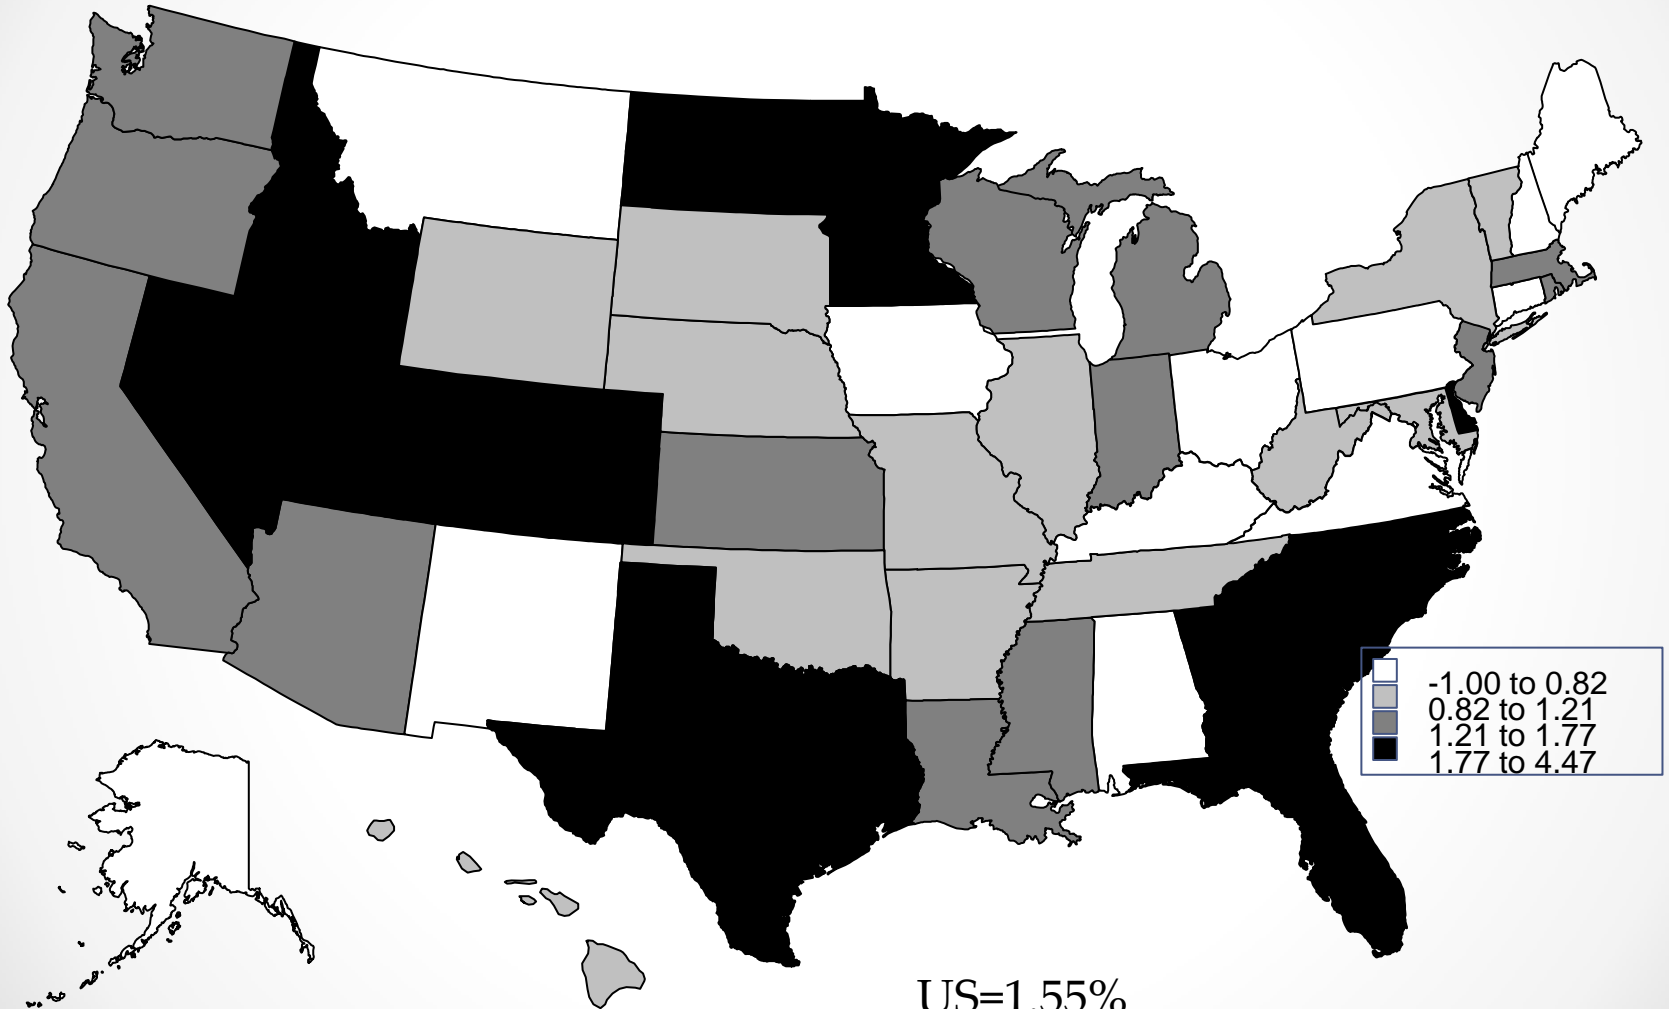 -1.00 to 0.82
0.82 to 1.21
1.21 to 1.77
1.77 to 4.47
US=1.55%